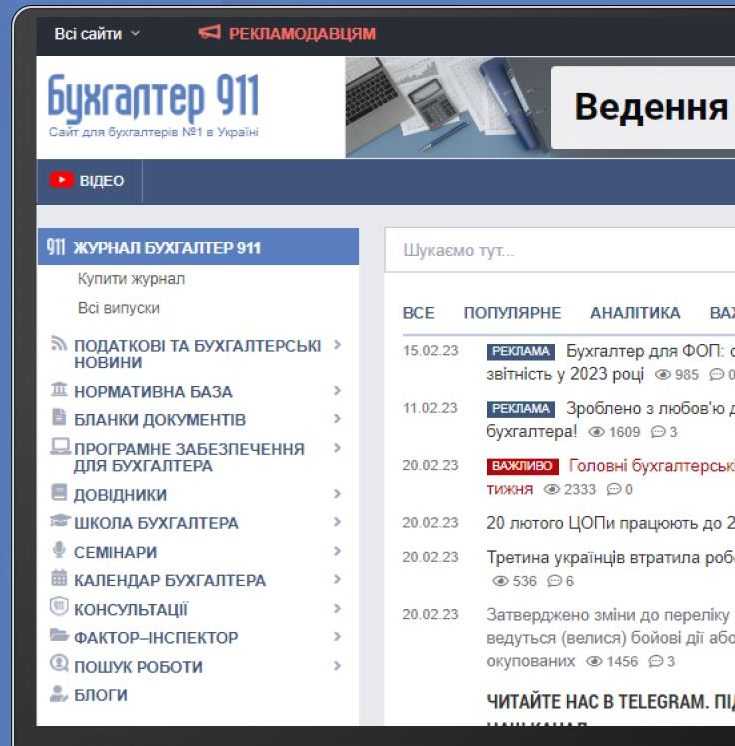 Всі сайти
РЕКЛАМОДАВЦЯМ
Бухгалтер 911
Сайт для бухгалтерів №1 в Україні
Ведення
ВІДЕО
911 ЖУРНАЛ БУХГАЛТЕР 911
Купити журнал
Всі випуски
ПОДАТКОВІ ТА БУХГАЛТЕРСЬКІ
НОВИНИ
НОРМАТИВНА БАЗА
БЛАНКИ ДОКУМЕНТІВ
ПРОГРАМНЕ ЗАБЕЗПЕЧЕННЯ
ДЛЯ БУХГАЛТЕРА
ДОВІДНИКИ
ШКОЛА БУХГАЛТЕРА
СЕМІНАРИ
КАЛЕНДАР БУХГАЛТЕРА
КОНСУЛЬТАЦІЇ
ФАКТОР–ІНСПЕКТОР
ПОШУК РОБОТИ
БЛОГИ
Шукаємо тут...
ВСЕ ПОПУЛЯРНЕ АНАЛІТИКА
15.02.23 РЕКЛАМА Бухгалтер для ФОП:
звітність у 2023 році 985 0
11.02.23 РЕКЛАМА Зроблено з любов'ю
бухгалтера! 1609 3
20.02.23 ВАЖЛИВО Головні бухгалтерські
тижня 2333 0
20.02.23 20 лютого ЦОПи працюють до
20.02.23 Третина українців втратила
536 6
20.02.23 Затверджено зміни до переліку
ведуться (велися) бойові дії або
окупованих 1456 3
ЧИТАЙТЕ НАС В TELEGRAM.